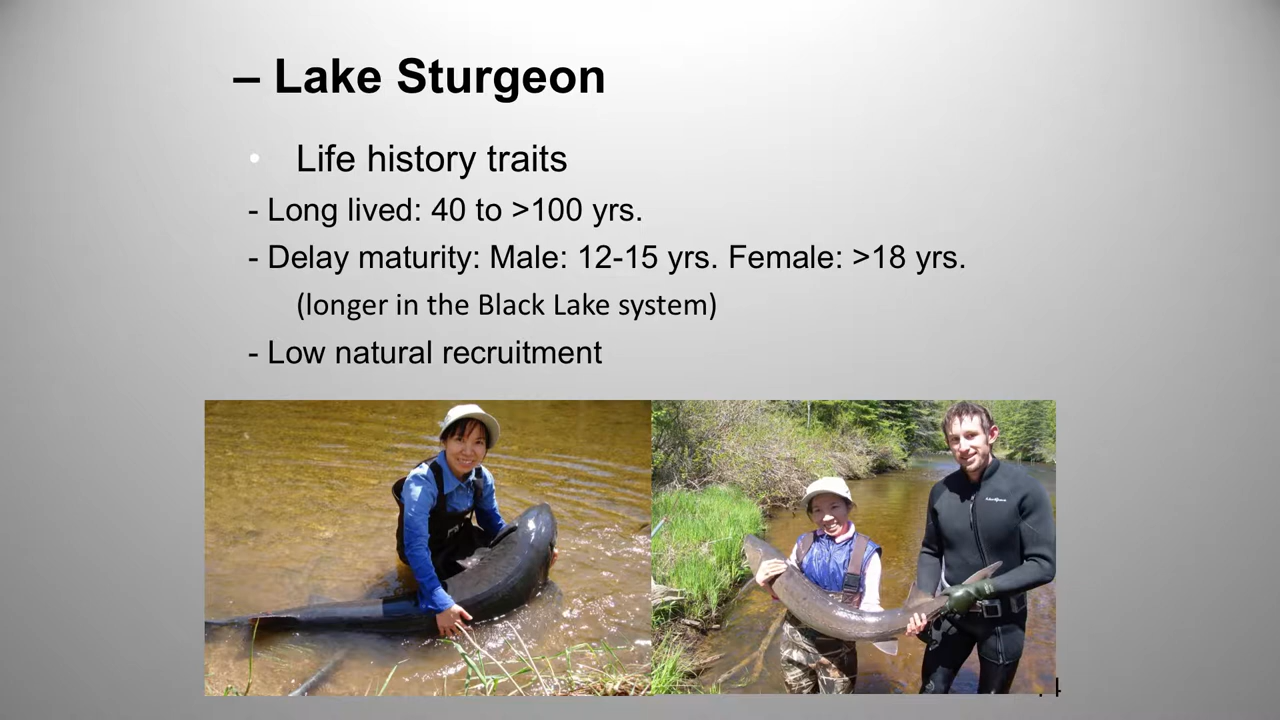 – Lake Sturgeon
• Life history traits
- Long lived: 40 to >100 yrs.
- Delay maturity: Male: 12-15 yrs. Female: >18 yrs.
(longer in the Black Lake system)
- Low natural recruitment